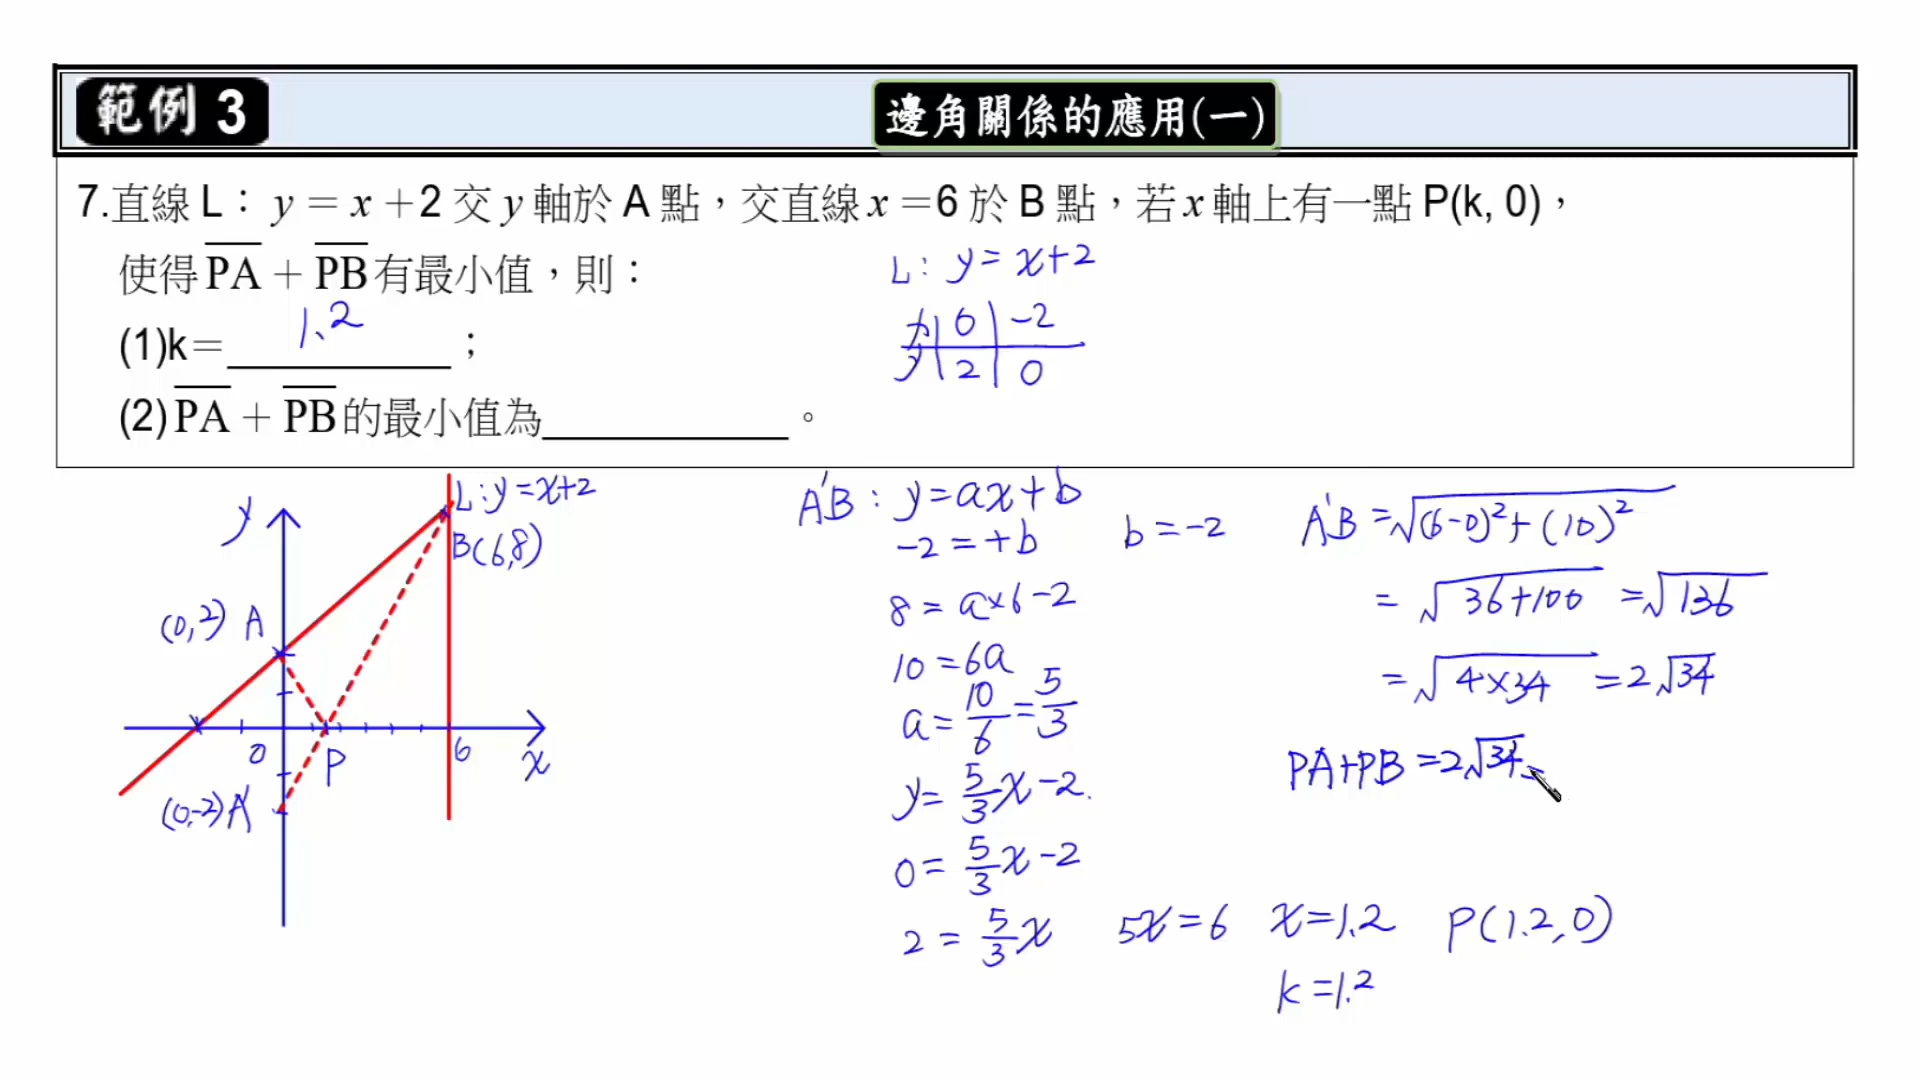 範例 3
邊角關係的應用(一)
7.直線 L： y = x +2 交 y 軸於 A 點，交直線 x =6 於 B 點，若 x 軸上有一點 P(k, 0)，
使得 PA + PB 有最小值，則：
L: y = x+2
(1)k= 1.2 ；
x 0 -2
y 2 0
(2) PA + PB 的最小值為 。
L:y=x+2
y
B(6,8)
(0,2) A
0
P
6
x
(0,-2)A'
A'B : y=ax+b
-2 = +b
b = -2
8 = a×6-2
10 = 6a
a = 10/6 = 5/3
y = 5/3 x - 2
0 = 5/3 x - 2
2 = 5/3 x
5x = 6
x = 1.2
P(1.2,0)
k = 1.2
A'B = √(6-0)²+(10)²
= √36+100 = √136
= √4×34 = 2√34
PA+PB = 2√34